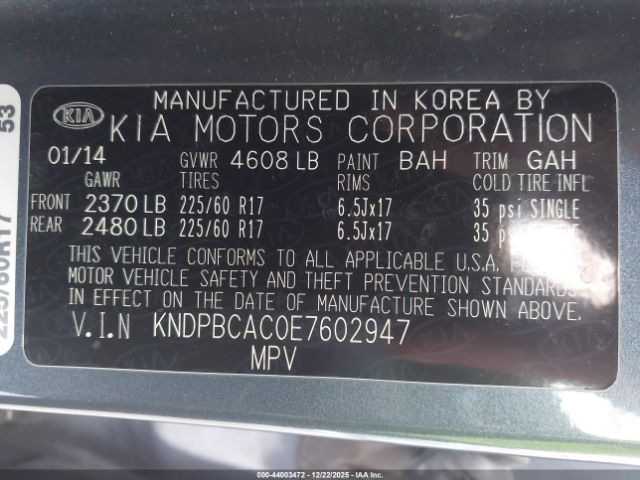 MANUFACTURED IN KOREA BY
KIA KIA MOTORS CORPORATION
01/14 GVWR 4608 LB PAINT BAH TRIM GAH
GAWR TIRES RIMS COLD TIRE INFL
FRONT 2370 LB 225/60 R17 6.5Jx17 35 psi SINGLE
REAR 2480 LB 225/60 R17 6.5Jx17 35 psi
THIS VEHICLE CONFORMS TO ALL APPLICABLE U.S.A.
MOTOR VEHICLE SAFETY AND THEFT PREVENTION STANDARDS
IN EFFECT ON THE DATE OF MANUFACTURE SHOWN ABOVE.
V.I.N KNDPBCAC0E7602947
MPV
53
225/60R17
000-44003472 - 12/22/2025 - IAAI.COM